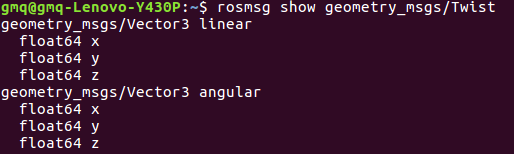 gmq@gmq-Lenovo-Y430P:~$ rosmsg show geometry_msgs/Twist
geometry_msgs/Vector3 linear
  float64 x
  float64 y
  float64 z
geometry_msgs/Vector3 angular
  float64 x
  float64 y
  float64 z